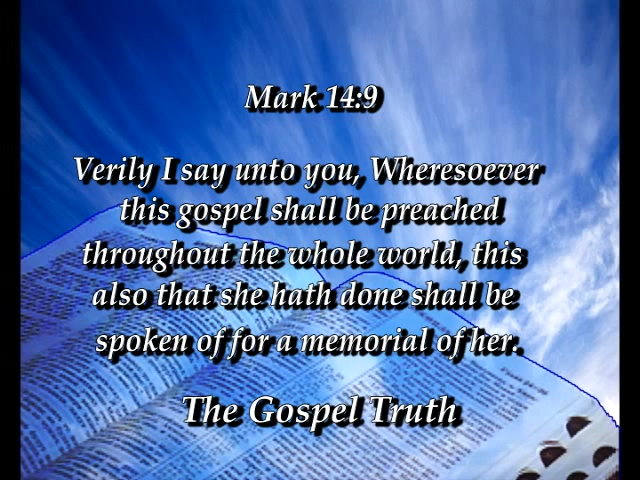 Mark 14:9
Verily I say unto you, Wheresoever
this gospel shall be preached
throughout the whole world, this
also that she hath done shall be
spoken of for a memorial of her.
The Gospel Truth